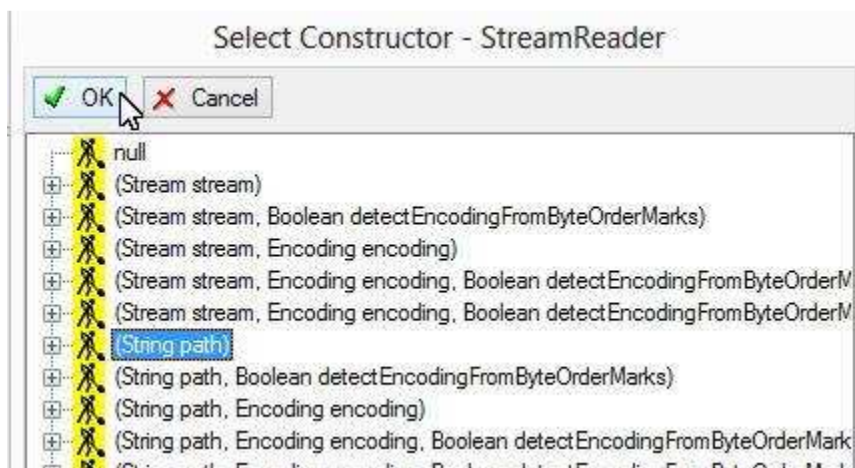 Select Constructor - StreamReader
OK Cancel
null
(Stream stream)
(Stream stream, Boolean detectEncodingFromByteOrderMarks)
(Stream stream, Encoding encoding)
(Stream stream, Encoding encoding, Boolean detectEncodingFromByteOrderM
(Stream stream, Encoding encoding, Boolean detectEncodingFromByteOrderM
(String path)
(String path, Boolean detectEncodingFromByteOrderMarks)
(String path, Encoding encoding)
(String path, Encoding encoding, Boolean detectEncodingFromByteOrderMark